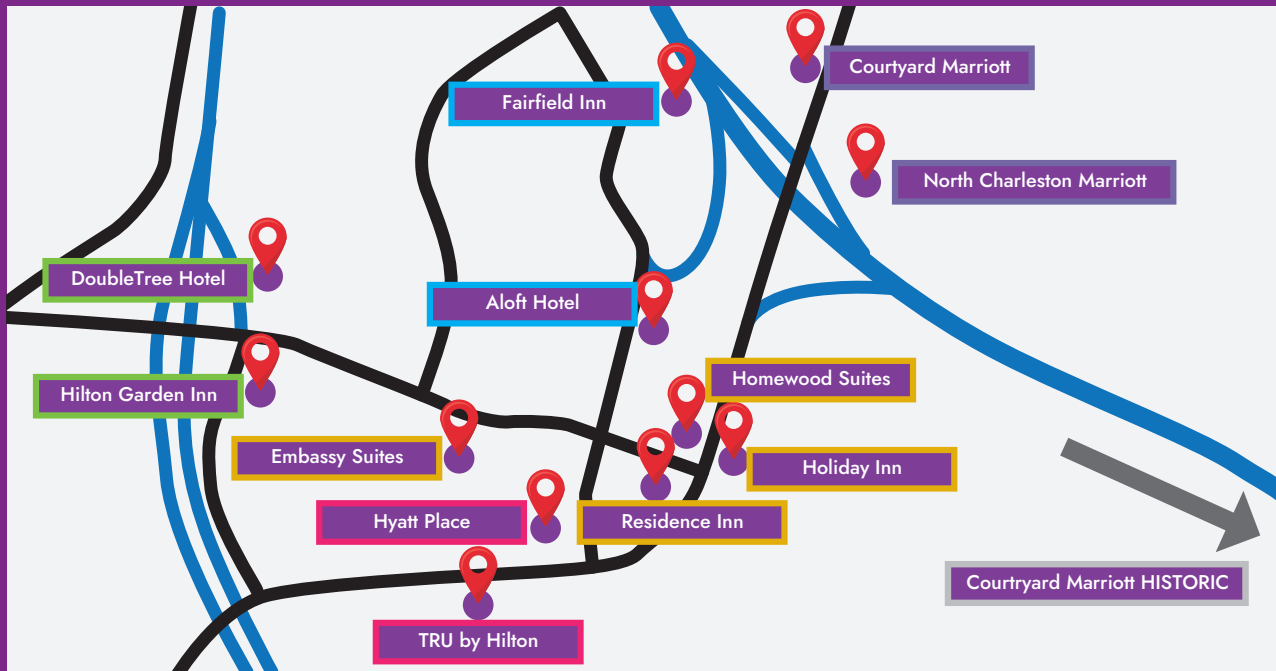 Courtyard Marriott
Fairfield Inn
North Charleston Marriott
DoubleTree Hotel
Aloft Hotel
Homewood Suites
Hilton Garden Inn
Embassy Suites
Holiday Inn
Hyatt Place
Residence Inn
Courtryard Marriott HISTORIC
TRU by Hilton